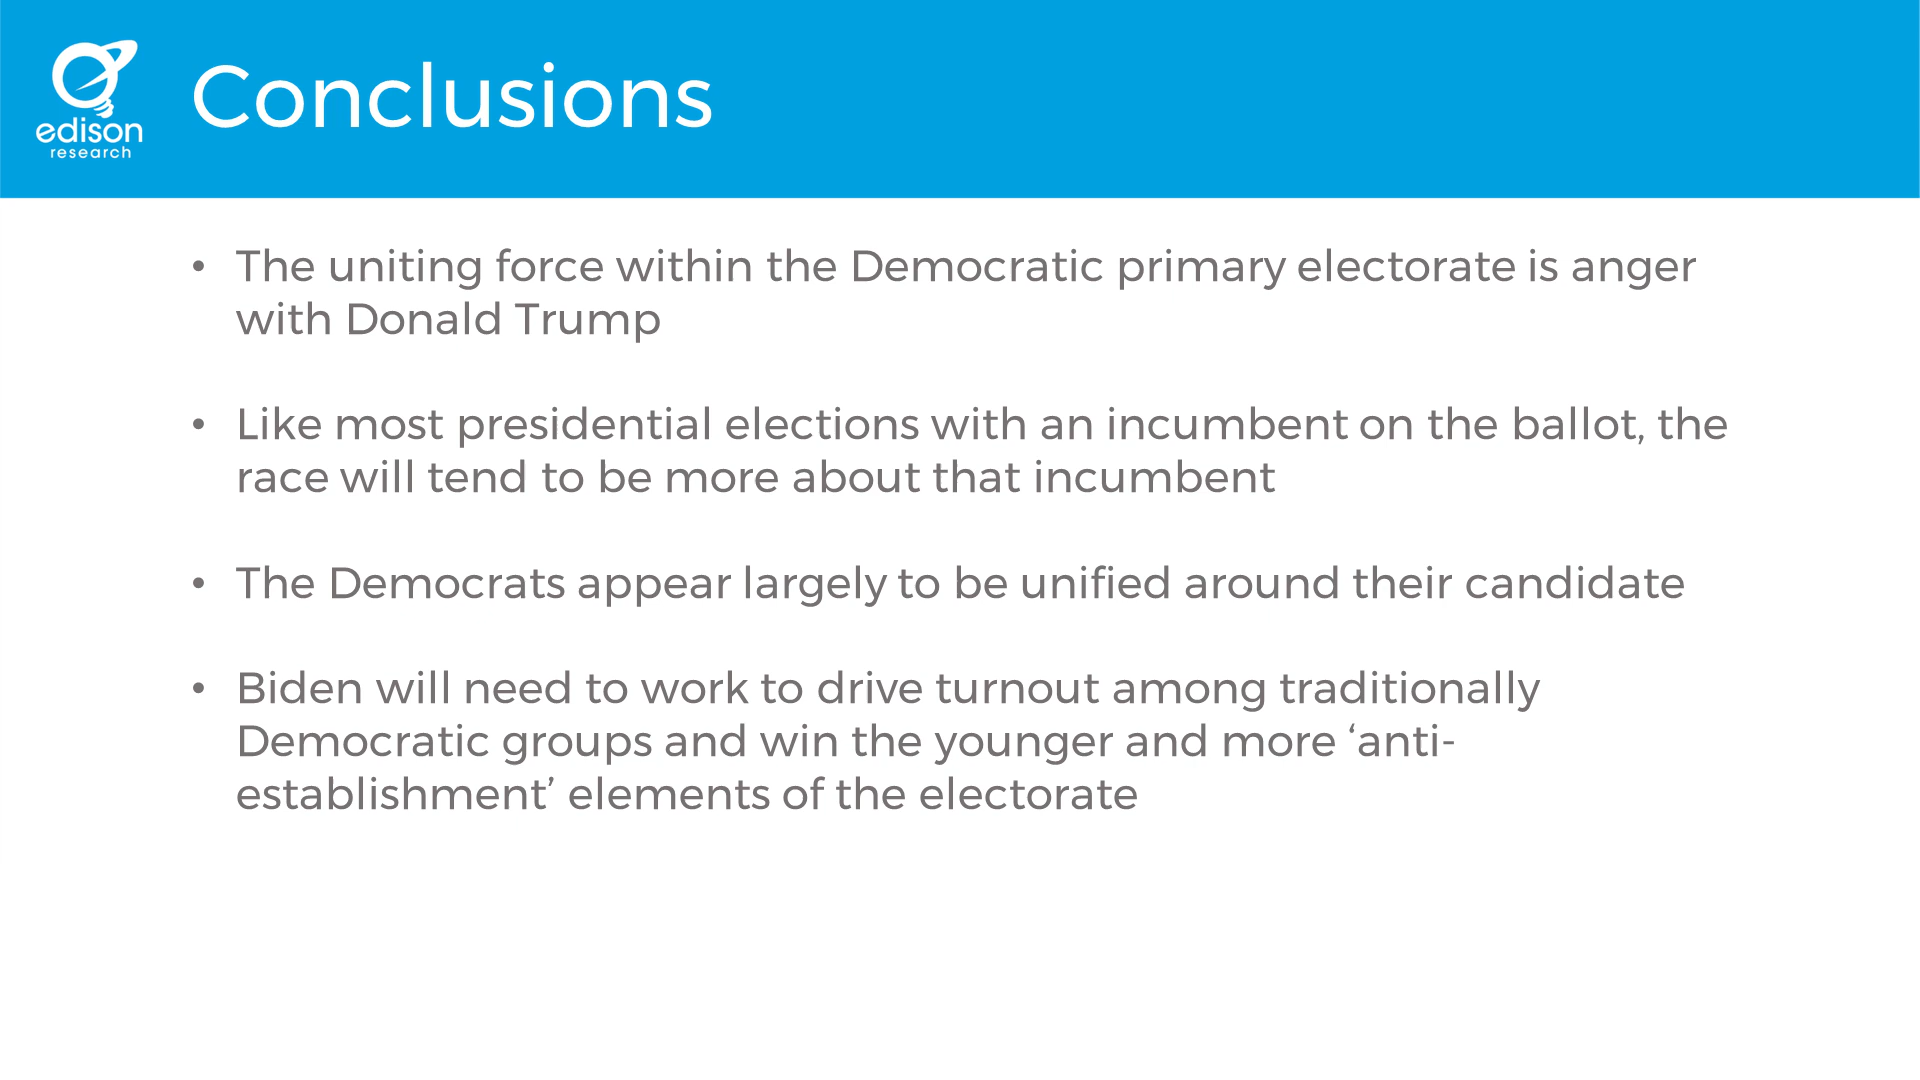 edison
research
Conclusions
• The uniting force within the Democratic primary electorate is anger
with Donald Trump
• Like most presidential elections with an incumbent on the ballot, the
race will tend to be more about that incumbent
• The Democrats appear largely to be unified around their candidate
• Biden will need to work to drive turnout among traditionally
Democratic groups and win the younger and more ‘anti-
establishment’ elements of the electorate